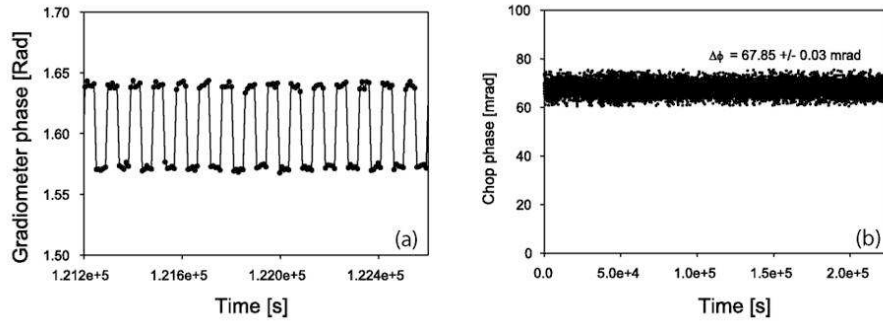 1.70
1.65
1.60
1.55
1.50
Gradiometer phase [Rad]
(a)
1.212e+5 1.216e+5 1.220e+5 1.224e+5
Time [s]
100
80
60
40
20
0
Chop phase [mrad]
Δϕ = 67.85 +/- 0.03 mrad
(b)
0.0 5.0e+4 1.0e+5 1.5e+5 2.0e+5
Time [s]